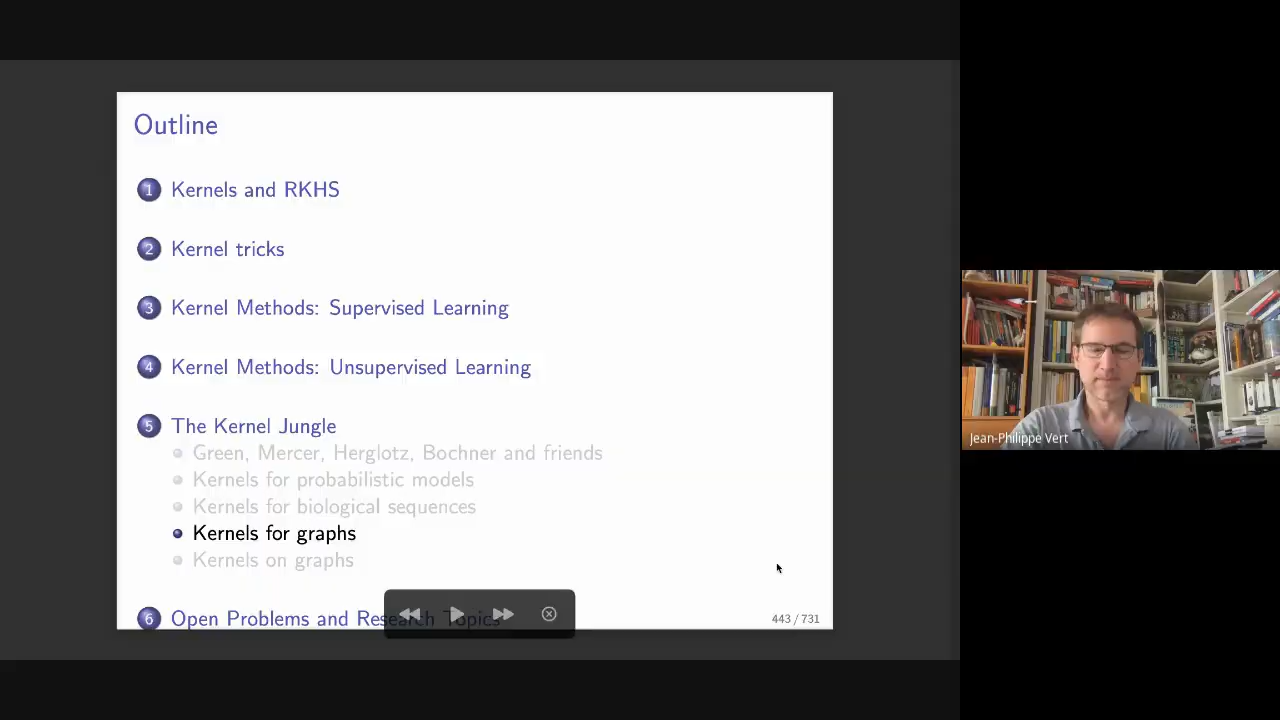 Outline
1 Kernels and RKHS
2 Kernel tricks
3 Kernel Methods: Supervised Learning
4 Kernel Methods: Unsupervised Learning
5 The Kernel Jungle
Green, Mercer, Herglotz, Bochner and friends
Kernels for probabilistic models
Kernels for biological sequences
Kernels for graphs
Kernels on graphs
6 Open Problems and Research Topics
443 / 731
Jean-Philippe Vert